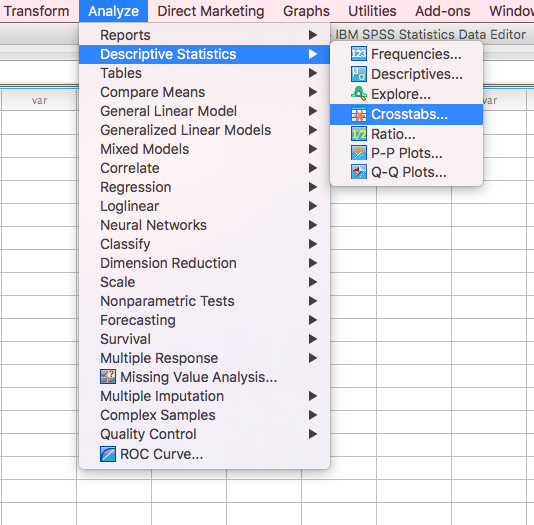 Transform Analyze Direct Marketing Graphs Utilities Add-ons Window
IBM SPSS Statistics Data Editor
Reports
Descriptive Statistics
Tables
Compare Means
General Linear Model
Generalized Linear Models
Mixed Models
Correlate
Regression
Loglinear
Neural Networks
Classify
Dimension Reduction
Scale
Nonparametric Tests
Forecasting
Survival
Multiple Response
Missing Value Analysis...
Multiple Imputation
Complex Samples
Quality Control
ROC Curve...
123 Frequencies...
Descriptives...
Explore...
Crosstabs...
1/2 Ratio...
P-P Plots...
Q-Q Plots...
var
var